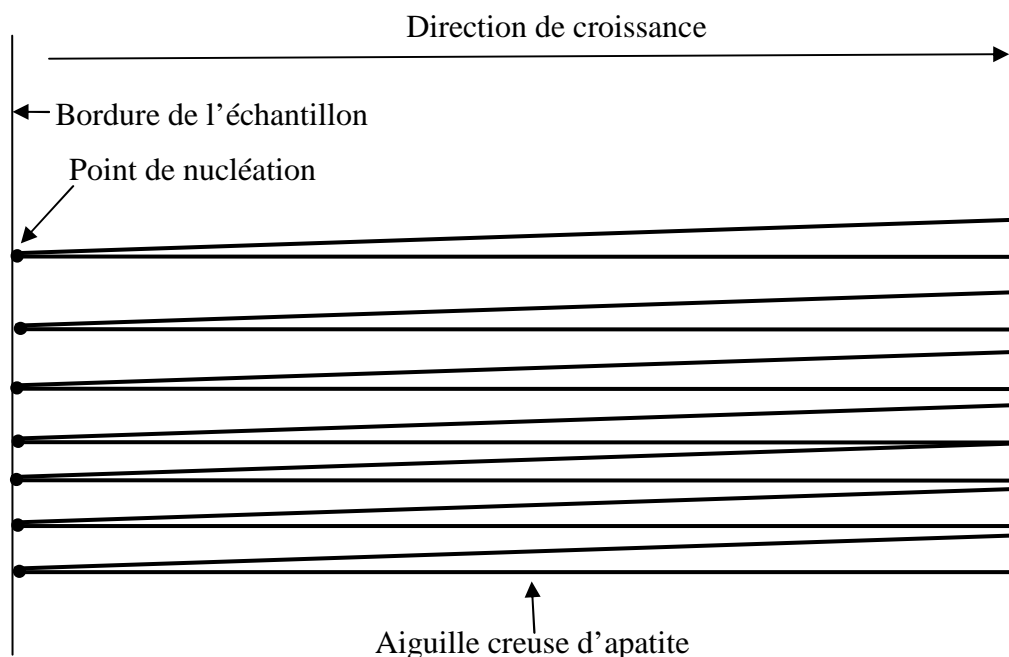 Direction de croissance
Bordure de l’échantillon
Point de nucléation
Aiguille creuse d’apatite